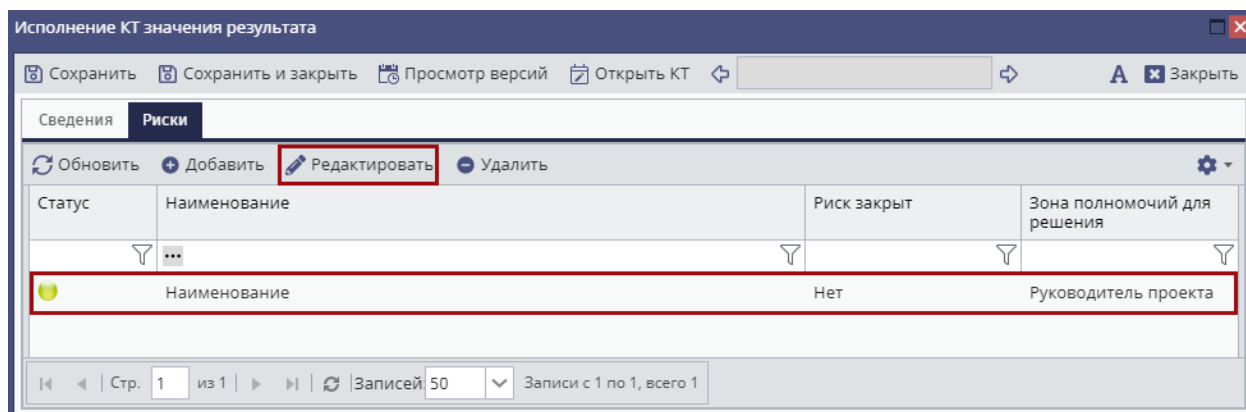 Исполнение КТ значения результата
Сохранить Сохранить и закрыть Просмотр версий Открыть КТ A Закрыть
Сведения Риски
Обновить Добавить Редактировать Удалить
Статус Наименование Риск закрыт Зона полномочий для
решения
...
Наименование Нет Руководитель проекта
Стр. 1 из 1 Записей: 50 Записи с 1 по 1, всего 1